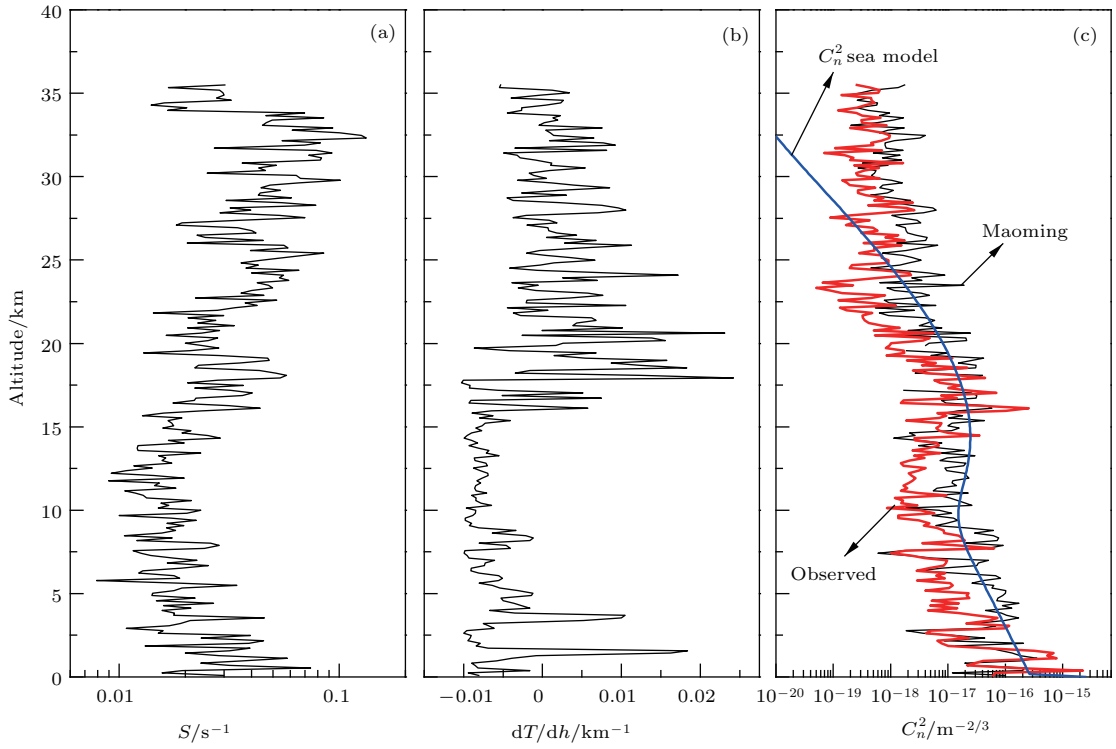 40
35
30
25
20
15
10
5
0
Altitude/km
(a)
0.01
0.1
S/s⁻¹
(b)
-0.01
0
0.01
0.02
dT/dh/km⁻¹
(c)
C²ₙ sea model
Maoming
Observed
10⁻²⁰
10⁻¹⁹
10⁻¹⁸
10⁻¹⁷
10⁻¹⁶
10⁻¹⁵
C²ₙ/m⁻²/³